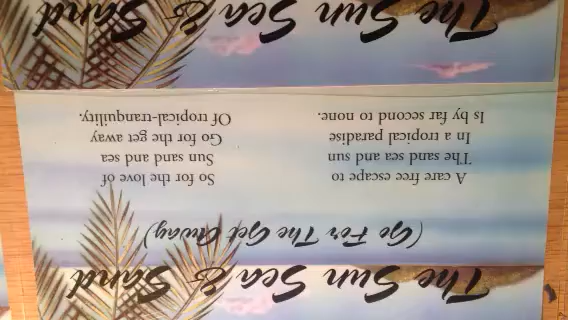 The Sun Sea & Sand
(Go For The Get Away)
A care free escape to
The sand and sea and sun
In a tropical paradise
Is by far second to none.
So for the love of
Sun sand and sea
Go for the get away
Of tropical-tranquility.
The Sun Sea & Sand